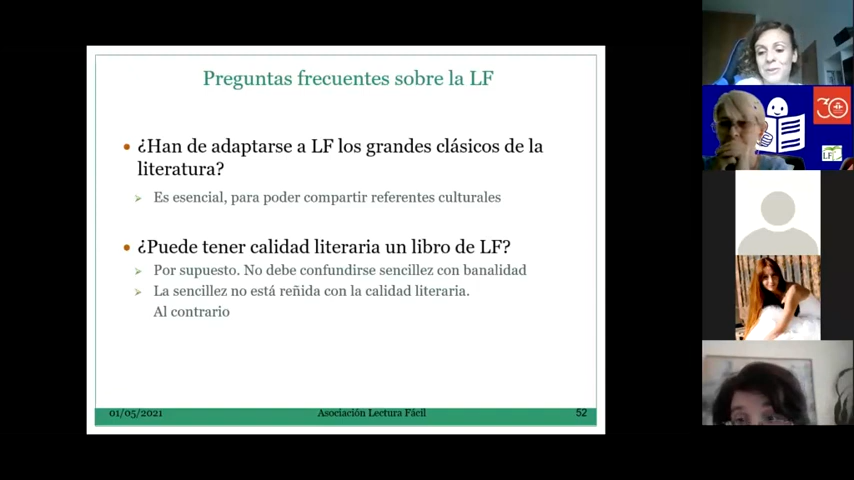 Preguntas frecuentes sobre la LF
• ¿Han de adaptarse a LF los grandes clásicos de la
literatura?
Es esencial, para poder compartir referentes culturales
• ¿Puede tener calidad literaria un libro de LF?
Por supuesto. No debe confundirse sencillez con banalidad
La sencillez no está reñida con la calidad literaria.
Al contrario
01/05/2021 Asociación Lectura Fácil 52
30
LF